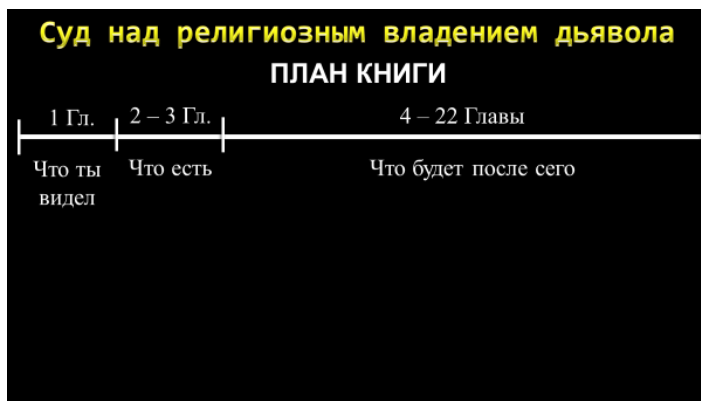 Суд над религиозным владением дьявола
ПЛАН КНИГИ
1 Гл. 2 – 3 Гл. 4 – 22 Главы
Что ты Что есть Что будет после сего
видел